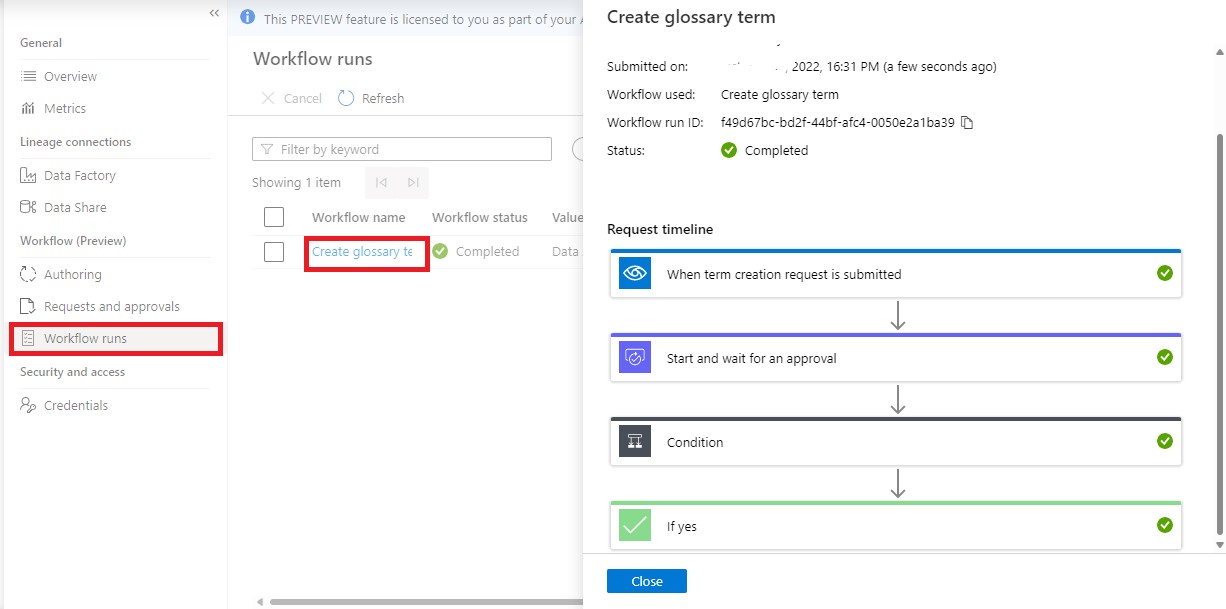 General
Overview
Metrics
Lineage connections
Data Factory
Data Share
Workflow (Preview)
Authoring
Requests and approvals
Workflow runs
Security and access
Credentials
This PREVIEW feature is licensed to you as part of your
Workflow runs
Cancel
Refresh
Filter by keyword
Showing 1 item
Workflow name Workflow status Value
Create glossary te Completed Data
Create glossary term
Submitted on: , 2022, 16:31 PM (a few seconds ago)
Workflow used: Create glossary term
Workflow run ID: f49d67bc-bd2f-44bf-afc4-0050e2a1ba39
Status: Completed
Request timeline
When term creation request is submitted
Start and wait for an approval
Condition
If yes
Close